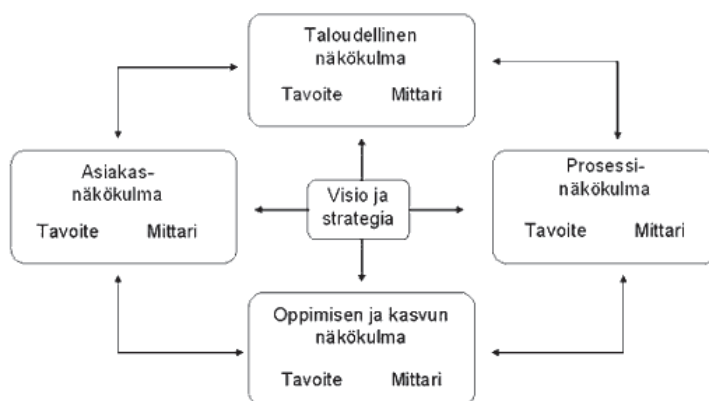 Taloudellinen
näkökulma
Tavoite Mittari
Asiakas-
näkökulma
Tavoite Mittari
Visio ja
strategia
Prosessi-
näkökulma
Tavoite Mittari
Oppimisen ja kasvun
näkökulma
Tavoite Mittari